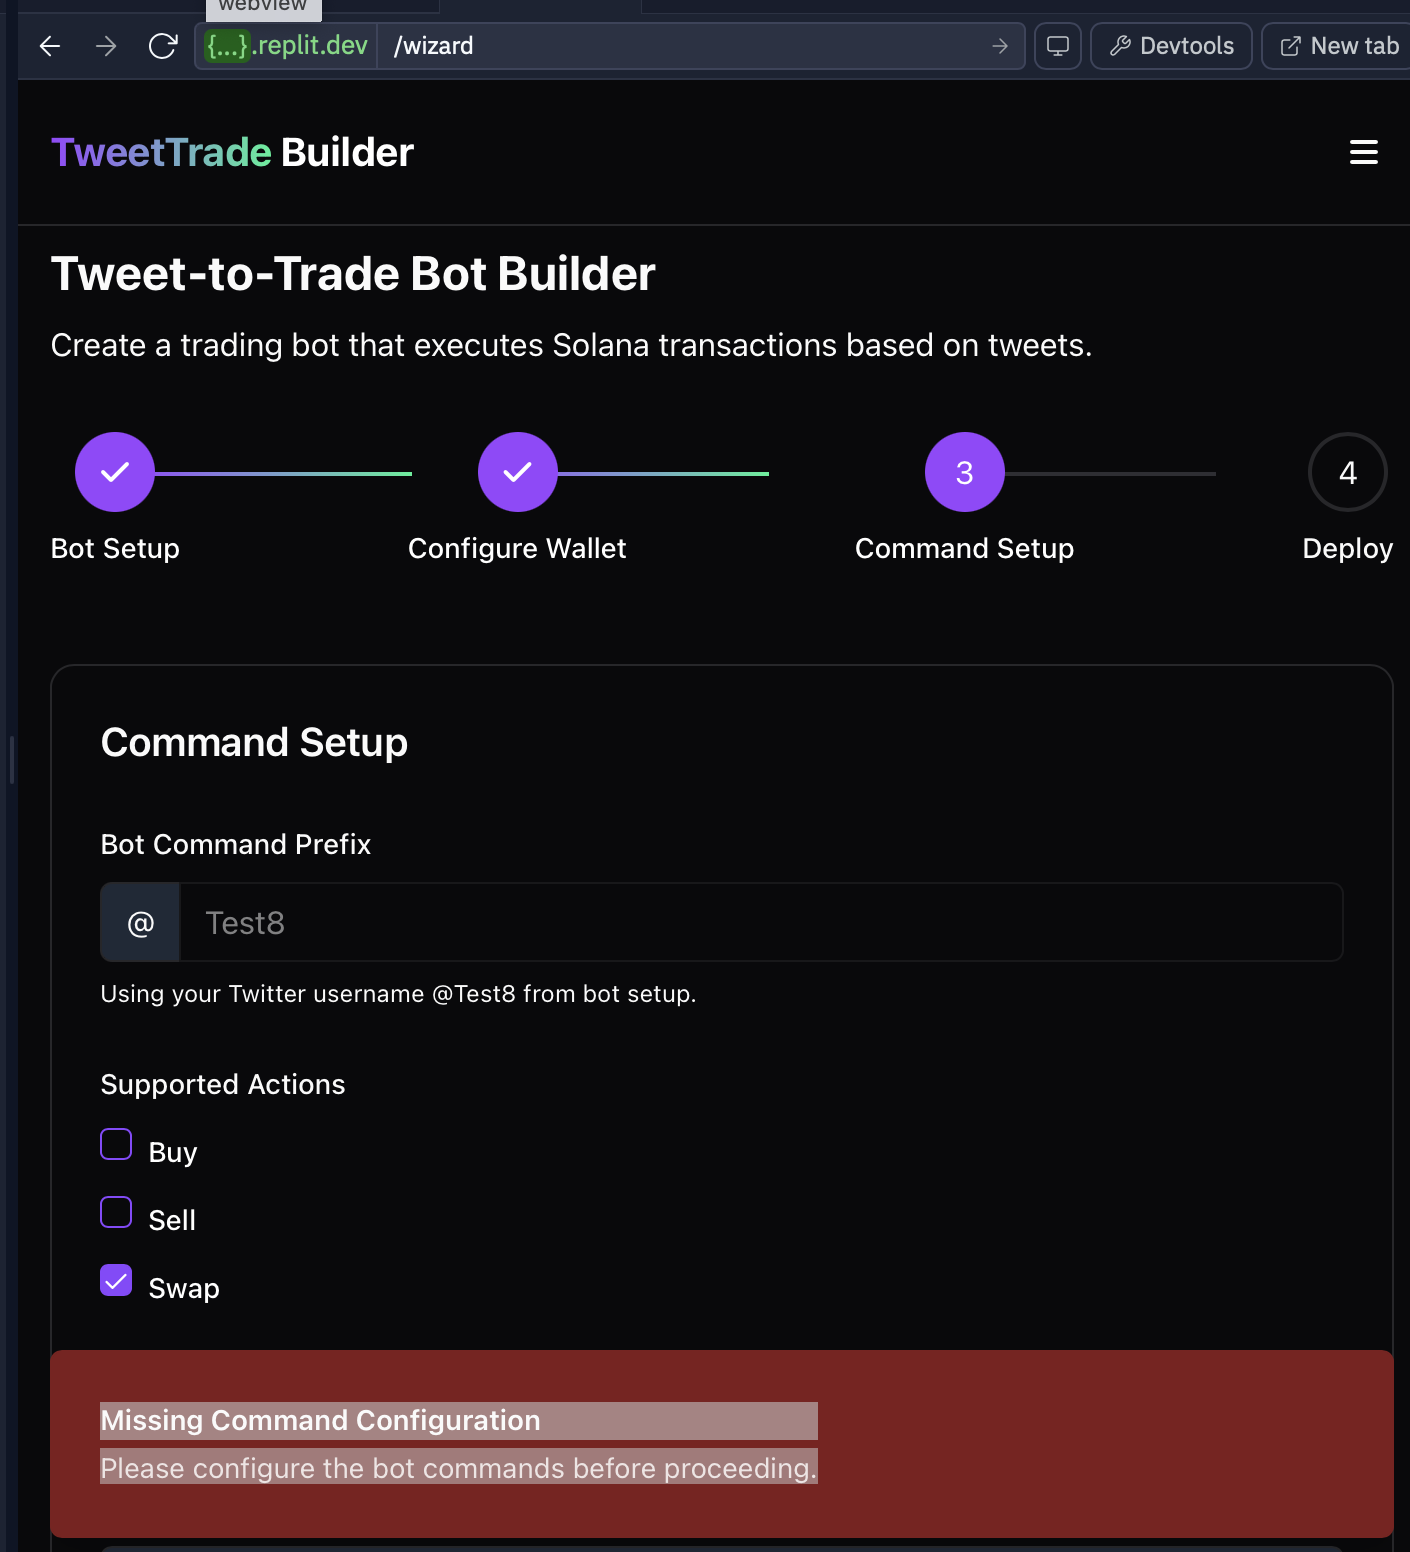 webview
{...}.replit.dev /wizard
Devtools
New tab
TweetTrade Builder
Tweet-to-Trade Bot Builder
Create a trading bot that executes Solana transactions based on tweets.
3
4
Bot Setup
Configure Wallet
Command Setup
Deploy
Command Setup
Bot Command Prefix
@ Test8
Using your Twitter username @Test8 from bot setup.
Supported Actions
Buy
Sell
Swap
Missing Command Configuration
Please configure the bot commands before proceeding.